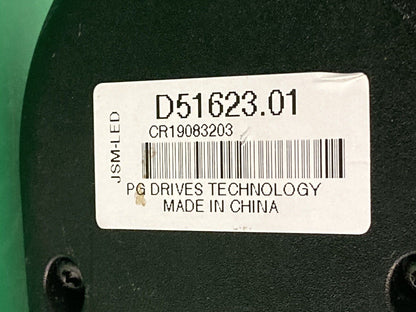 D51623.01
CR19083203
JSM-LED
PG DRIVES TECHNOLOGY
MADE IN CHINA